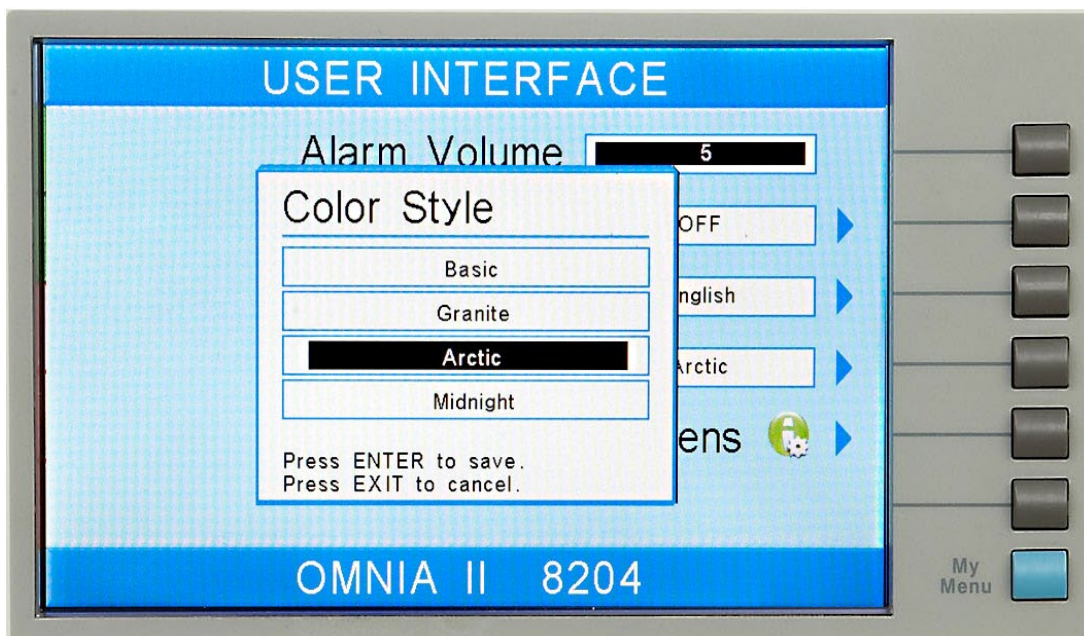 USER INTERFACE
Alarm Volume 5
Color Style
OFF
Basic
nglish
Granite
Arctic
Arctic
Midnight
ens
Press ENTER to save.
Press EXIT to cancel.
OMNIA II 8204
My
Menu